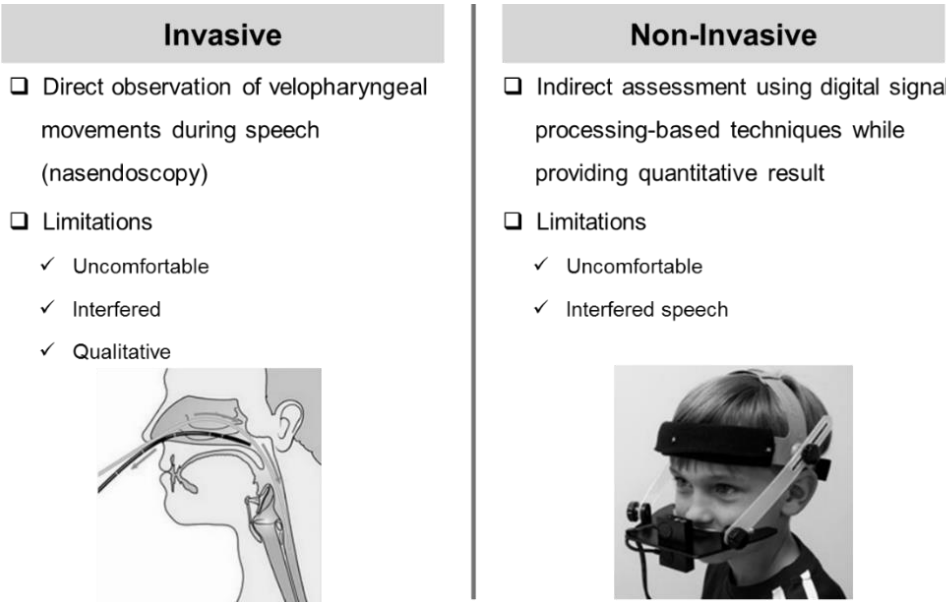 Invasive
❑ Direct observation of velopharyngeal
movements during speech
(nasendoscopy)
❑ Limitations
✓ Uncomfortable
✓ Interfered
✓ Qualitative
Non-Invasive
❑ Indirect assessment using digital signal
processing-based techniques while
providing quantitative result
❑ Limitations
✓ Uncomfortable
✓ Interfered speech